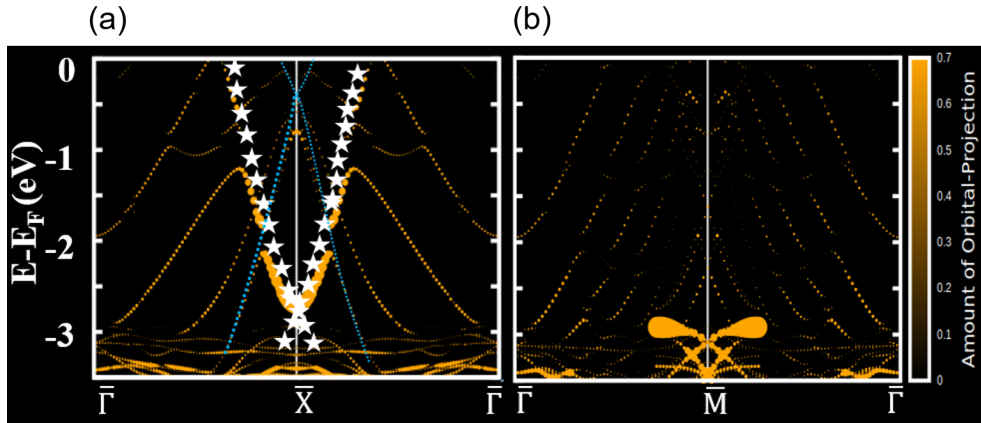 (a)
(b)
0
-1
-2
-3
E-E_F(eV)
Γ̅
X̅
Γ̅
Γ̅
M̅
Γ̅
0.7
0.6
0.5
0.4
0.3
0.2
0.1
0
Amount of Orbital-Projection